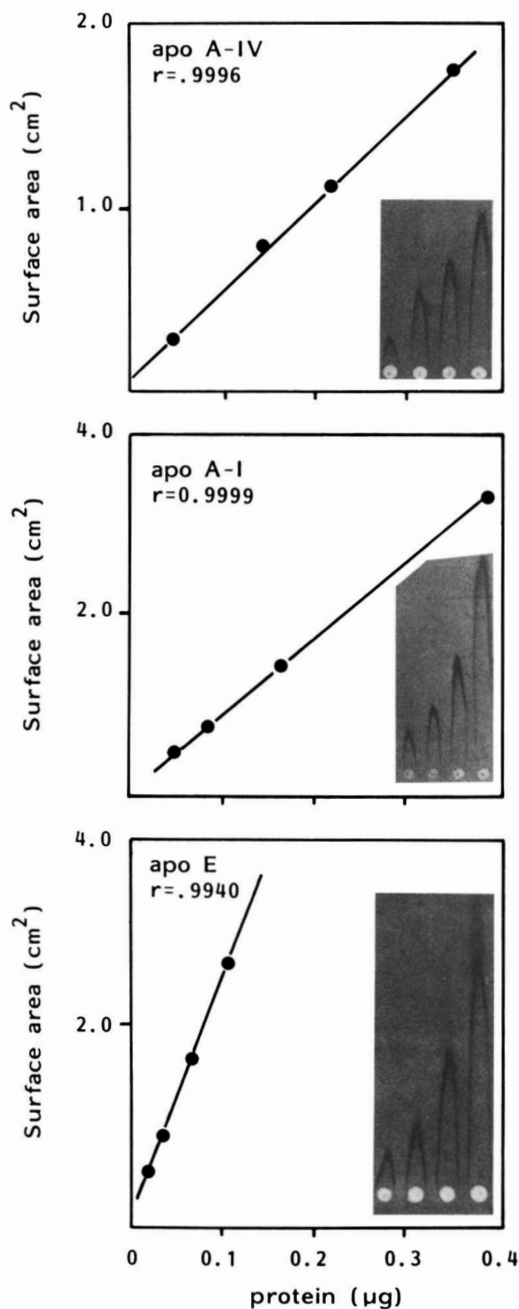 2.0
apo A-IV
r=.9996
1.0
Surface area (cm²)
4.0
apo A-I
r=0.9999
2.0
Surface area (cm²)
4.0
apo E
r=.9940
2.0
Surface area (cm²)
0 0.1 0.2 0.3 0.4
protein (µg)